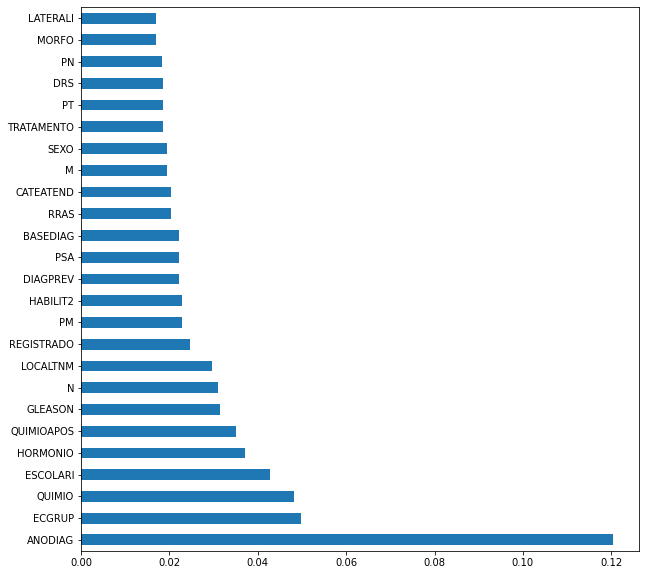 LATERALI
MORFO
PN
DRS
PT
TRATAMENTO
SEXO
M
CATEATEND
RRAS
BASEDIAG
PSA
DIAGPREV
HABILIT2
PM
REGISTRADO
LOCALTNM
N
GLEASON
QUIMIOAPOS
HORMONIO
ESCOLARI
QUIMIO
ECGRUP
ANODIAG
0.00 0.02 0.04 0.06 0.08 0.10 0.12